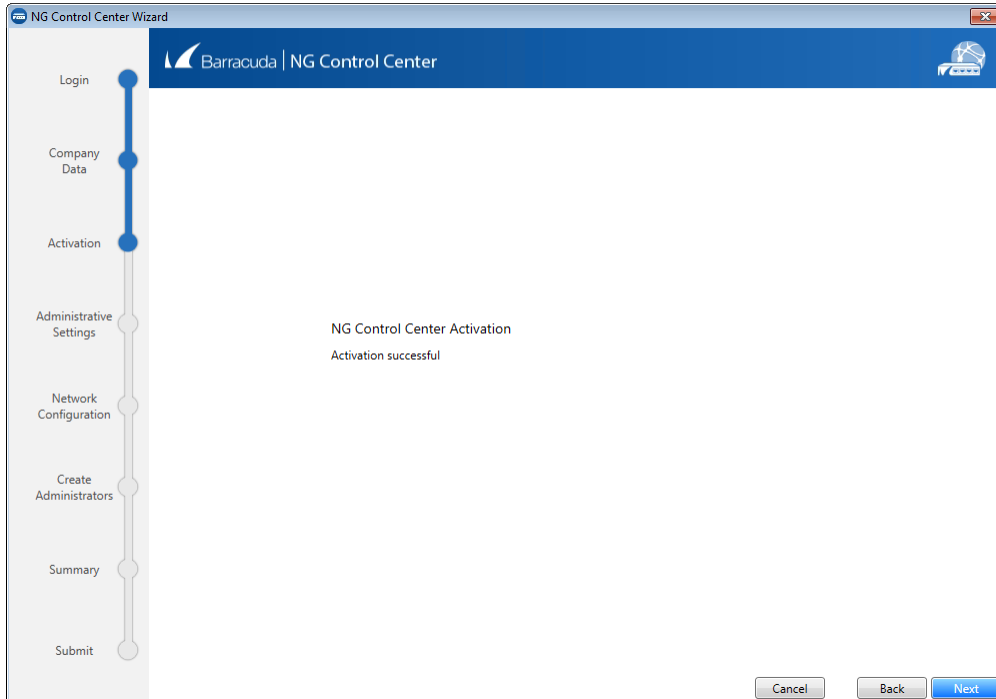 NG Control Center Wizard
Barracuda | NG Control Center
Login
Company
Data
Activation
Administrative
Settings
Network
Configuration
Create
Administrators
Summary
Submit
NG Control Center Activation
Activation successful
Cancel
Back
Next